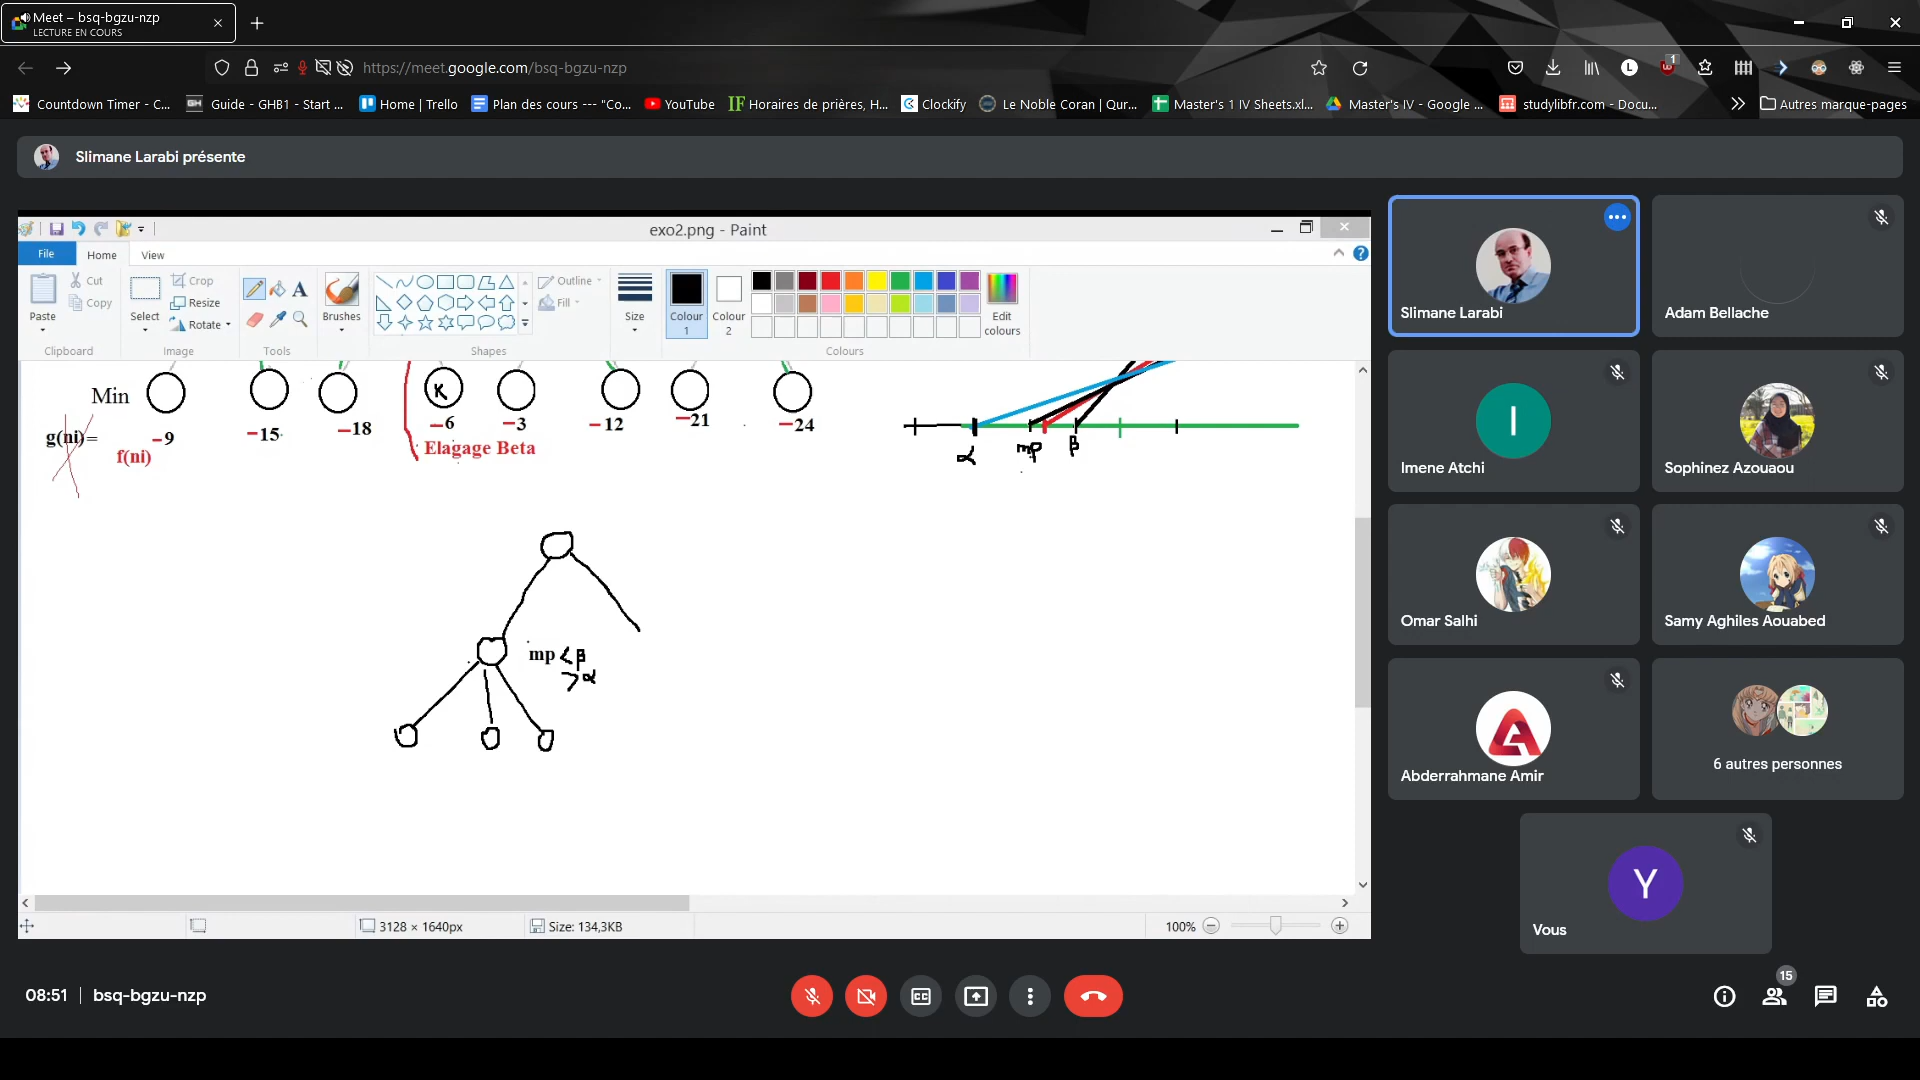 Meet – bsq-bgzu-nzp
LECTURE EN COURS
https://meet.google.com/bsq-bgzu-nzp
1
Countdown Timer - C...
GH Guide - GHB1 - Start ...
Home | Trello
Plan des cours --- "Co...
YouTube
IF Horaires de prières, H...
Clockify
Le Noble Coran | Qur...
Master's 1 IV Sheets.xl...
Master's IV - Google ...
studylibfr.com - Docu...
Autres marque-pages
Slimane Larabi présente
exo2.png - Paint
File Home View
Paste
Cut
Copy
Clipboard
Select
Crop
Resize
Rotate
Image
Tools
Brushes
Shapes
Outline
Fill
Size
Colour 1
Colour 2
Edit colours
Colours
Min
K
g(ni)= -9 -15 -18 -6 -3 -12 -21 -24
f(ni)
Elagage Beta
α mp β
mp < β
> α
3128 × 1640px
Size: 134,3KB
100%
Slimane Larabi
Adam Bellache
I
Imene Atchi
Sophinez Azouaou
Omar Salhi
Samy Aghiles Aouabed
Abderrahmane Amir
6 autres personnes
Y
Vous
08:51 | bsq-bgzu-nzp
15